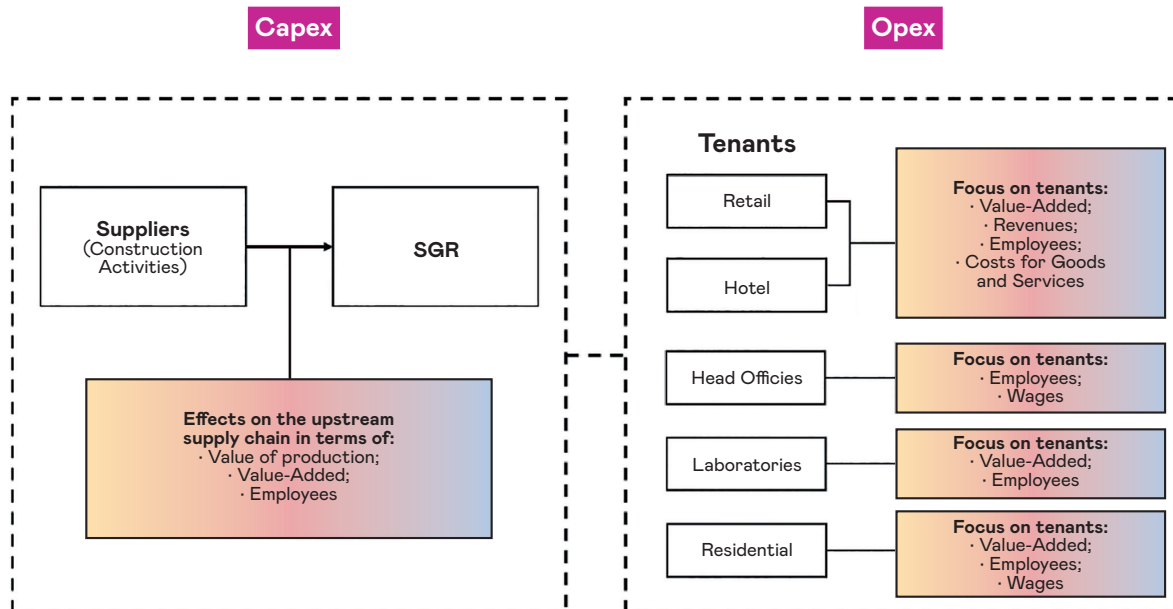 Capex
Opex
Suppliers
(Construction
Activities)
SGR
Effects on the upstream
supply chain in terms of:
· Value of production;
· Value-Added;
· Employees
Tenants
Retail
Hotel
Focus on tenants:
· Value-Added;
· Revenues;
· Employees;
· Costs for Goods
and Services
Head Officies
Focus on tenants:
· Employees;
· Wages
Laboratories
Focus on tenants:
· Value-Added;
· Employees
Residential
Focus on tenants:
· Value-Added;
· Employees;
· Wages